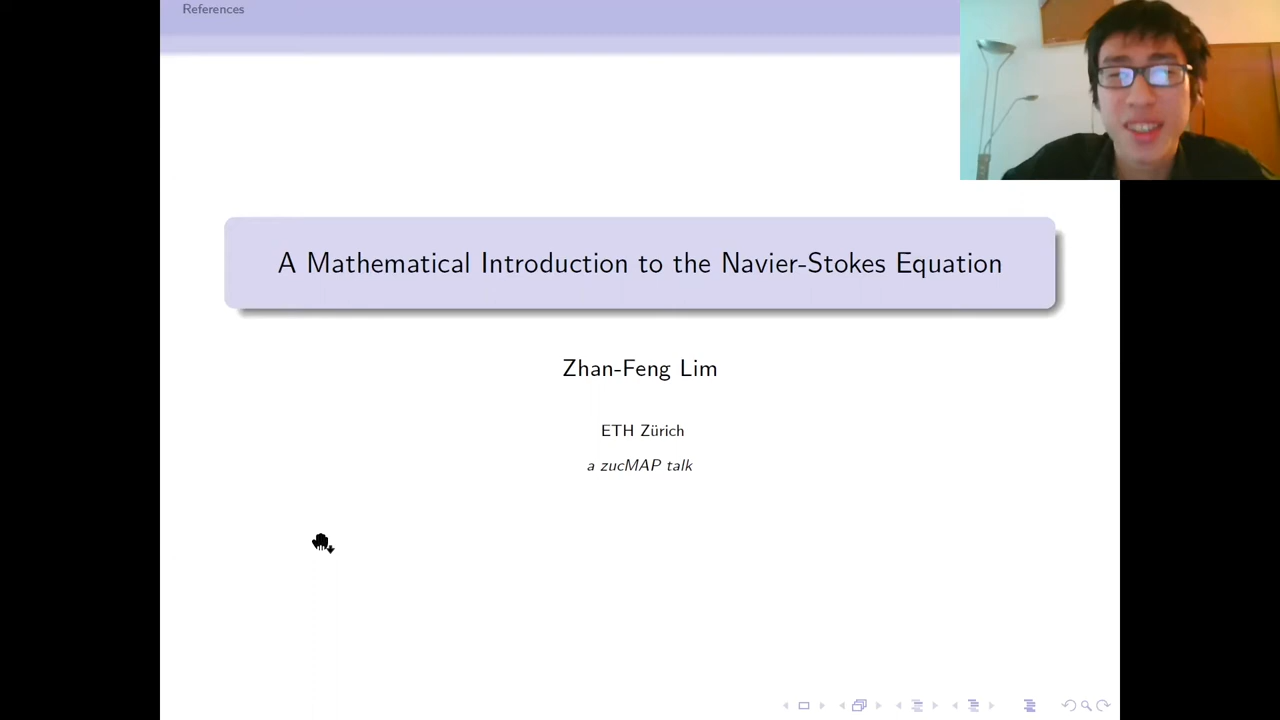 References
A Mathematical Introduction to the Navier-Stokes Equation
Zhan-Feng Lim
ETH Zürich
a zucMAP talk